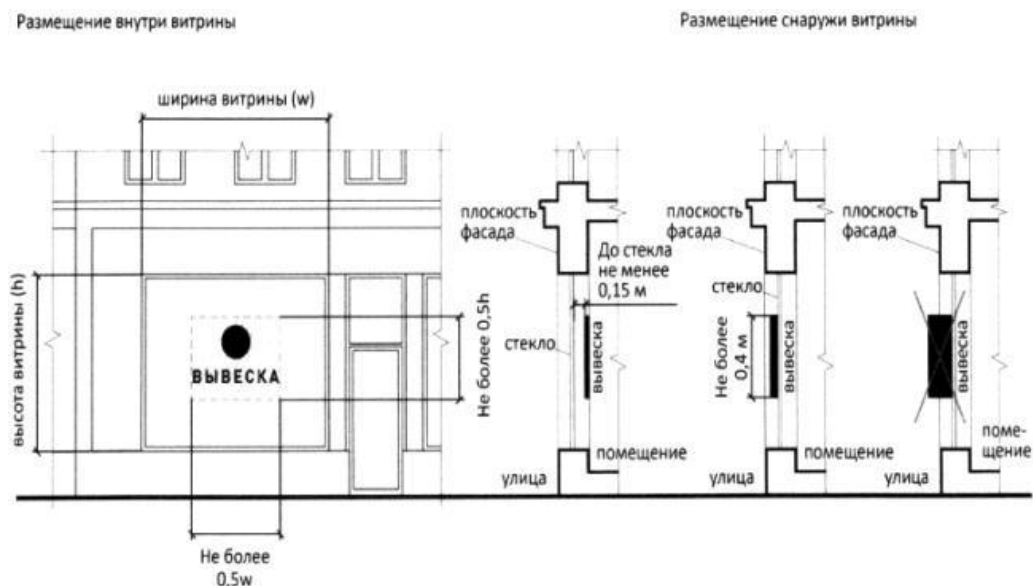 Размещение внутри витрины
Размещение снаружи витрины
ширина витрины (w)
высота витрины (h)
ВЫВЕСКА
Не более 0,5h
Не более
0,5w
плоскость
фасада
До стекла
не менее
0,15 м
стекло
вывеска
помещение
улица
плоскость
фасада
стекло
Не более
0,4 м
вывеска
помещение
улица
плоскость
фасада
вывеска
поме-
щение
улица